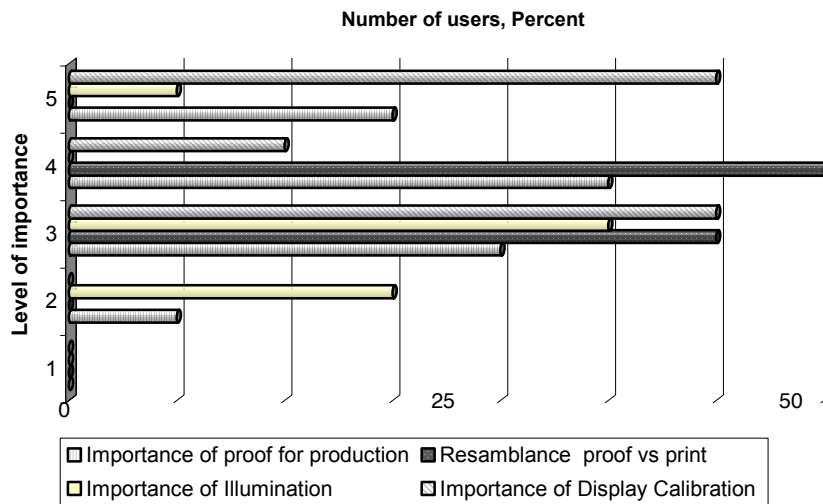 Number of users, Percent
Level of importance
5
4
3
2
1
0 25 50
Importance of proof for production Resamblance proof vs print
Importance of Illumination Importance of Display Calibration